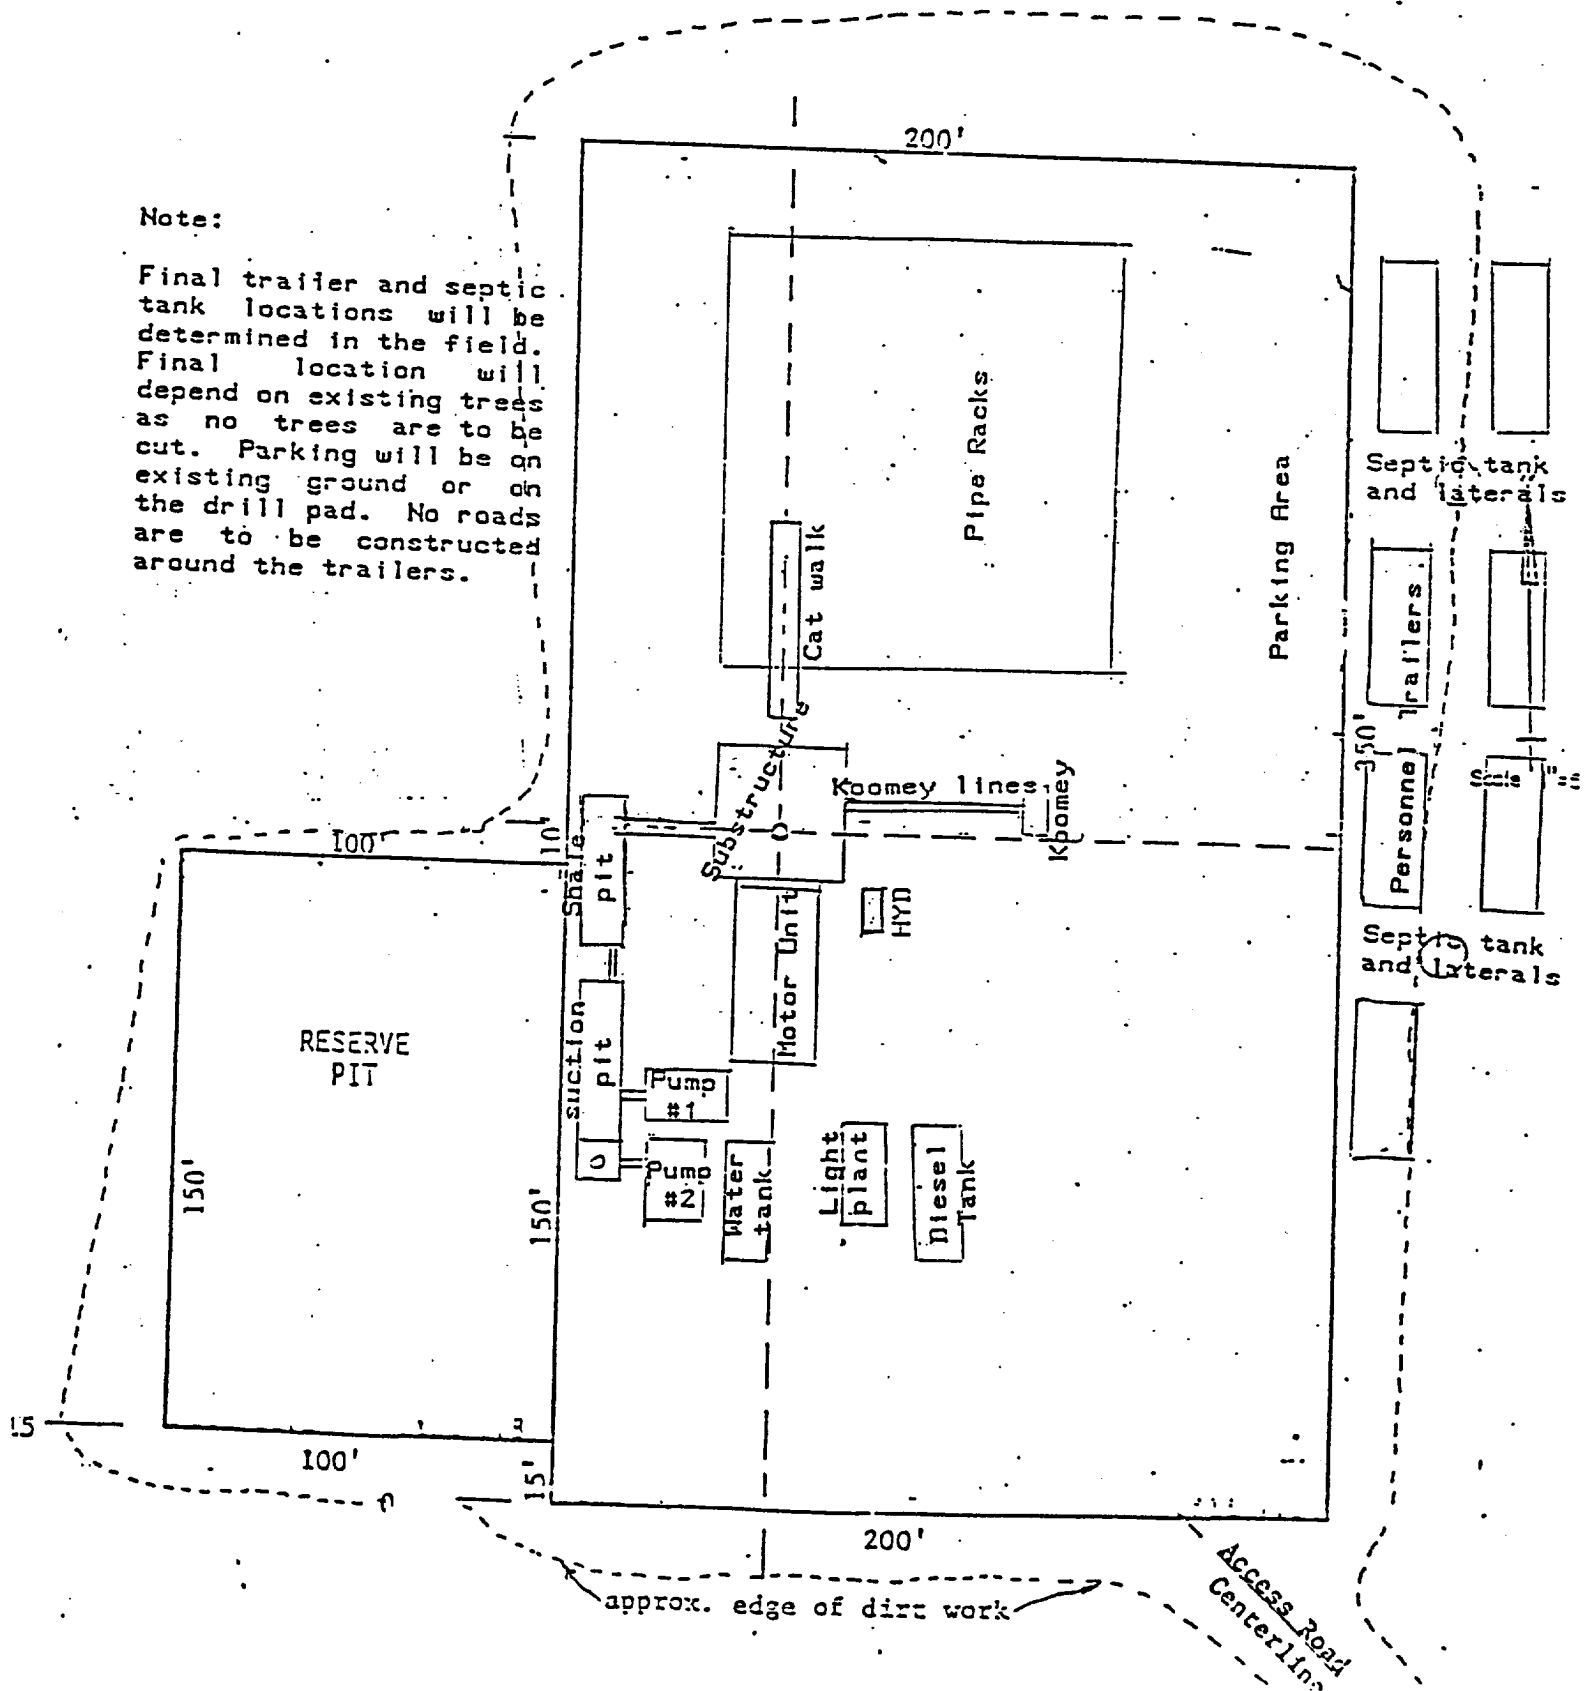 200'
Note:
Final trailer and septic
tank locations will be
determined in the field.
Final location will
depend on existing trees
as no trees are to be
cut. Parking will be on
existing ground or on
the drill pad. No roads
are to be constructed
around the trailers.
Pipe Racks
Parking Area
Septic tank
and laterals
Cat walk
Personnel Trailers
350'
Substructure
Koomey lines
Koomey
Scale
100'
10'
Shale
pit
Motor Unit
HYD
Septic tank
and laterals
RESERVE
PIT
suction
pit
Pump
#1
Pump
#2
Water
tank
Light
plant
Diesel
Tank
150'
150'
15
100'
15'
200'
approx. edge of dirt work
Access Road
Centerline